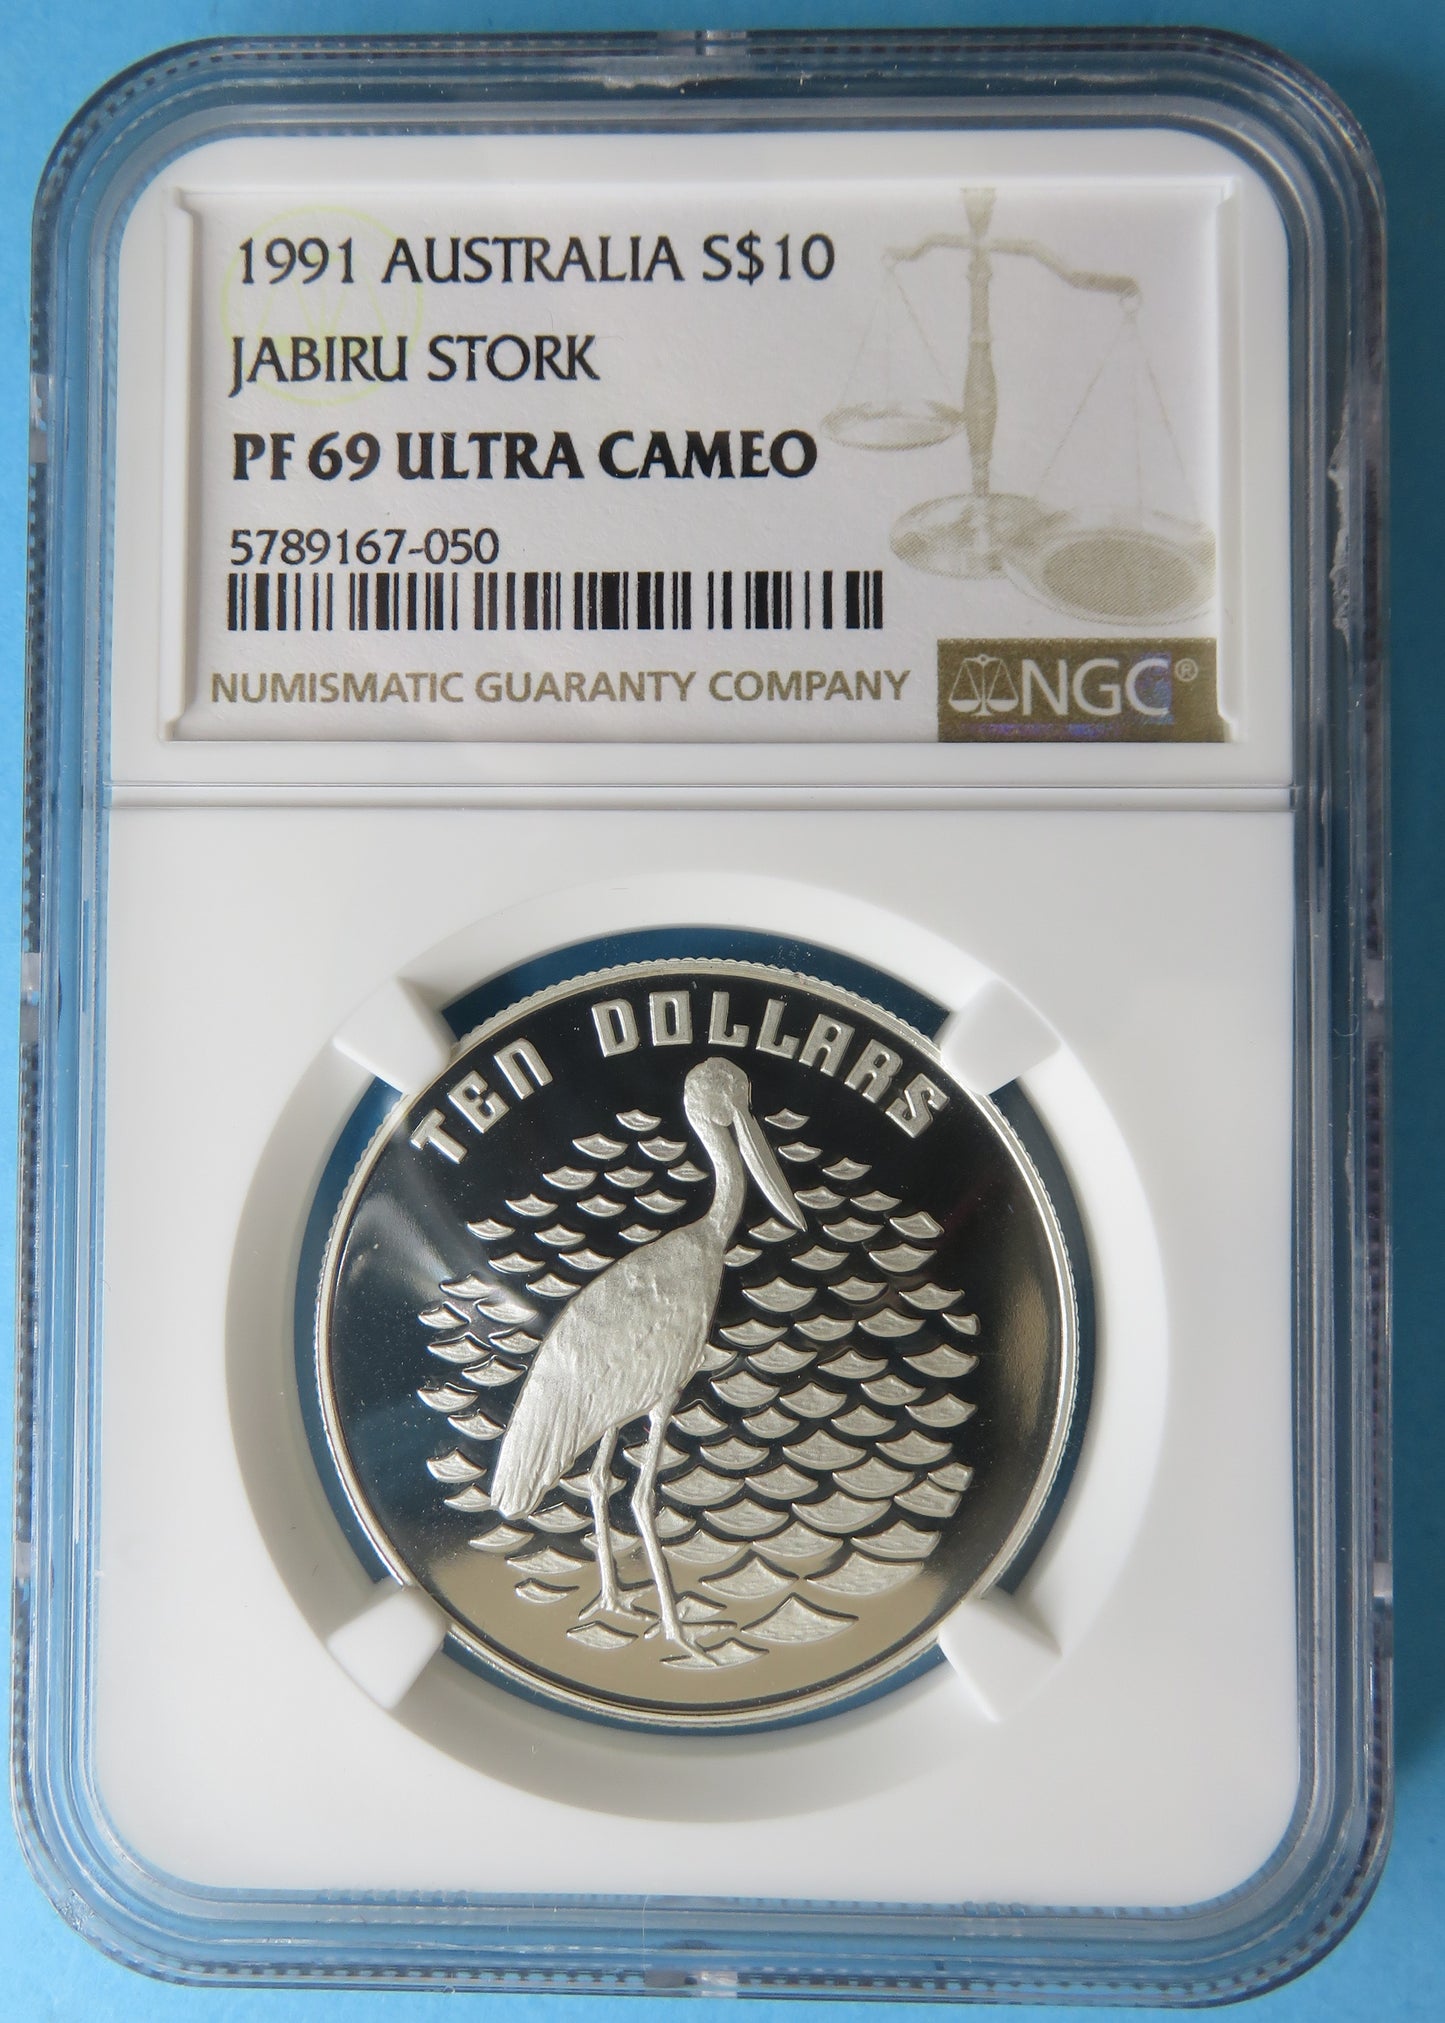 1991 AUSTRALIA S$10
JABIRU STORK
PF 69 ULTRA CAMEO
5789167-050
NUMISMATIC GUARANTY COMPANY
NGC®
TEN DOLLARS